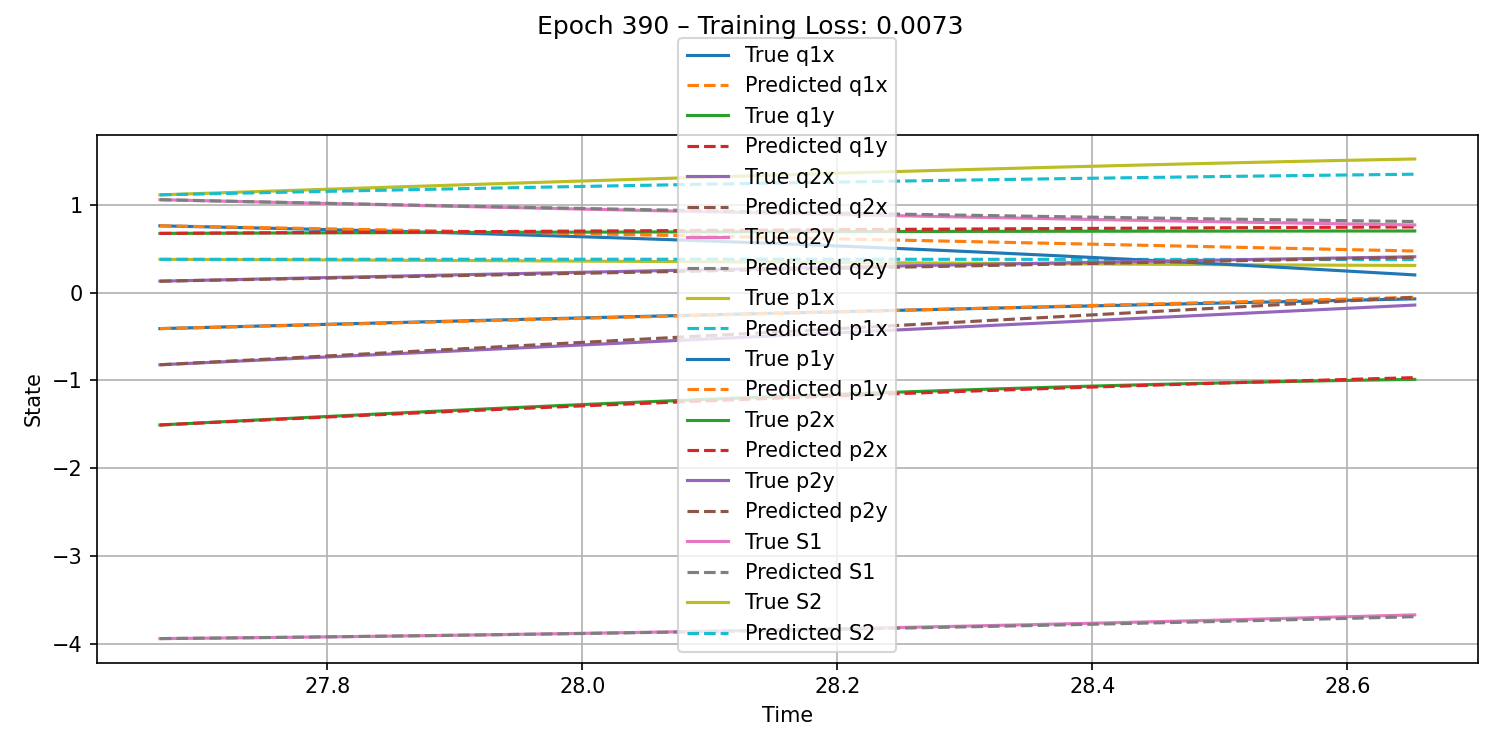 Epoch 390 – Training Loss: 0.0073
True q1x
Predicted q1x
True q1y
Predicted q1y
True q2x
Predicted q2x
True q2y
Predicted q2y
True p1x
Predicted p1x
True p1y
Predicted p1y
True p2x
Predicted p2x
True p2y
Predicted p2y
True S1
Predicted S1
True S2
Predicted S2
State
1
0
−1
−2
−3
−4
27.8
28.0
28.2
28.4
28.6
Time